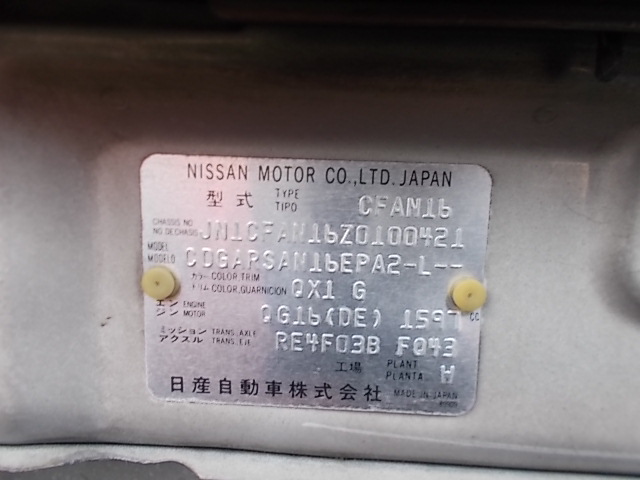 NISSAN MOTOR CO.,LTD. JAPAN
型式 TYPE TIPO CFAN16
CHASSIS NO. NO.DE CHASIS JN1CFAN16Z0100421
MODEL MODELO CDGARSAN16EPA2-L--
カラー COLOR,TRIM トリム COLOR,GUARNICION QX1 G
エンジン ENGINE MOTOR QG16(DE) 1597 CC
ミッション アクスル TRANS.,AXLE TRANS.,EJE RE4F03B FQ43
工場 PLANT PLANTA H
日産自動車株式会社 MADE IN JAPAN